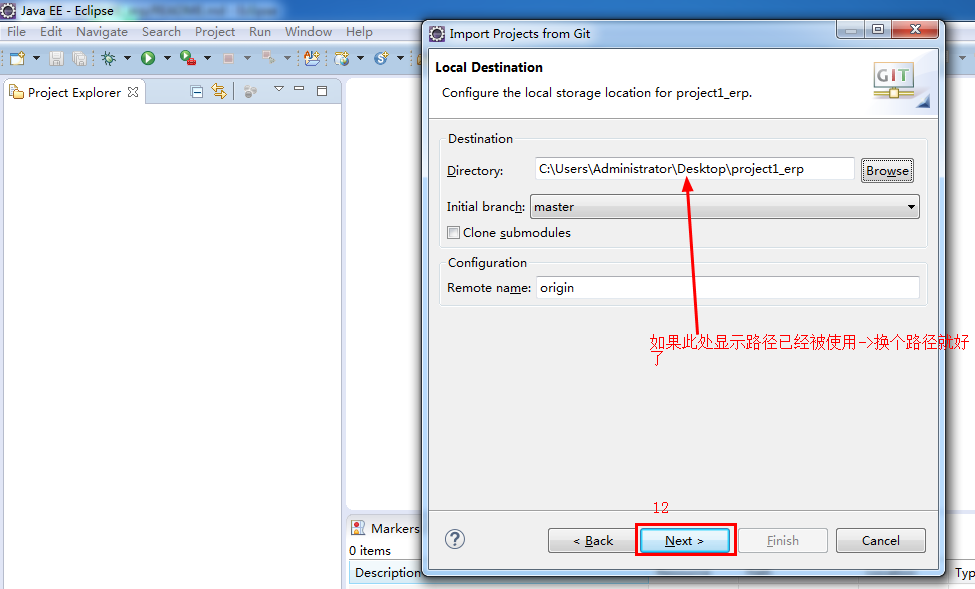 Java EE - Eclipse
File Edit Navigate Search Project Run Window Help
Import Projects from Git
Project Explorer
Local Destination
Configure the local storage location for project1_erp.
GIT
Destination
Directory: C:\Users\Administrator\Desktop\project1_erp Browse
Initial branch: master
Clone submodules
Configuration
Remote name: origin
如果此处显示路径已经被使用->换个路径就好
了
12
Markers
0 items
Description
< Back Next > Finish Cancel
Typ